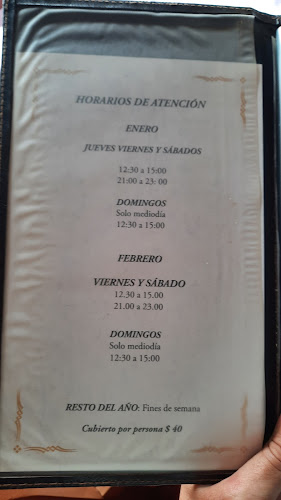 HORARIOS DE ATENCIÓN
ENERO
JUEVES VIERNES Y SÁBADOS
12:30 a 15:00
21:00 a 23: 00
DOMINGOS
Solo mediodía
12:30 a 15:00
FEBRERO
VIERNES Y SÁBADO
12.30 a 15.00
21.00 a 23.00
DOMINGOS
Solo mediodía
12:30 a 15:00
RESTO DEL AÑO: Fines de semana
Cubierto por persona $ 40